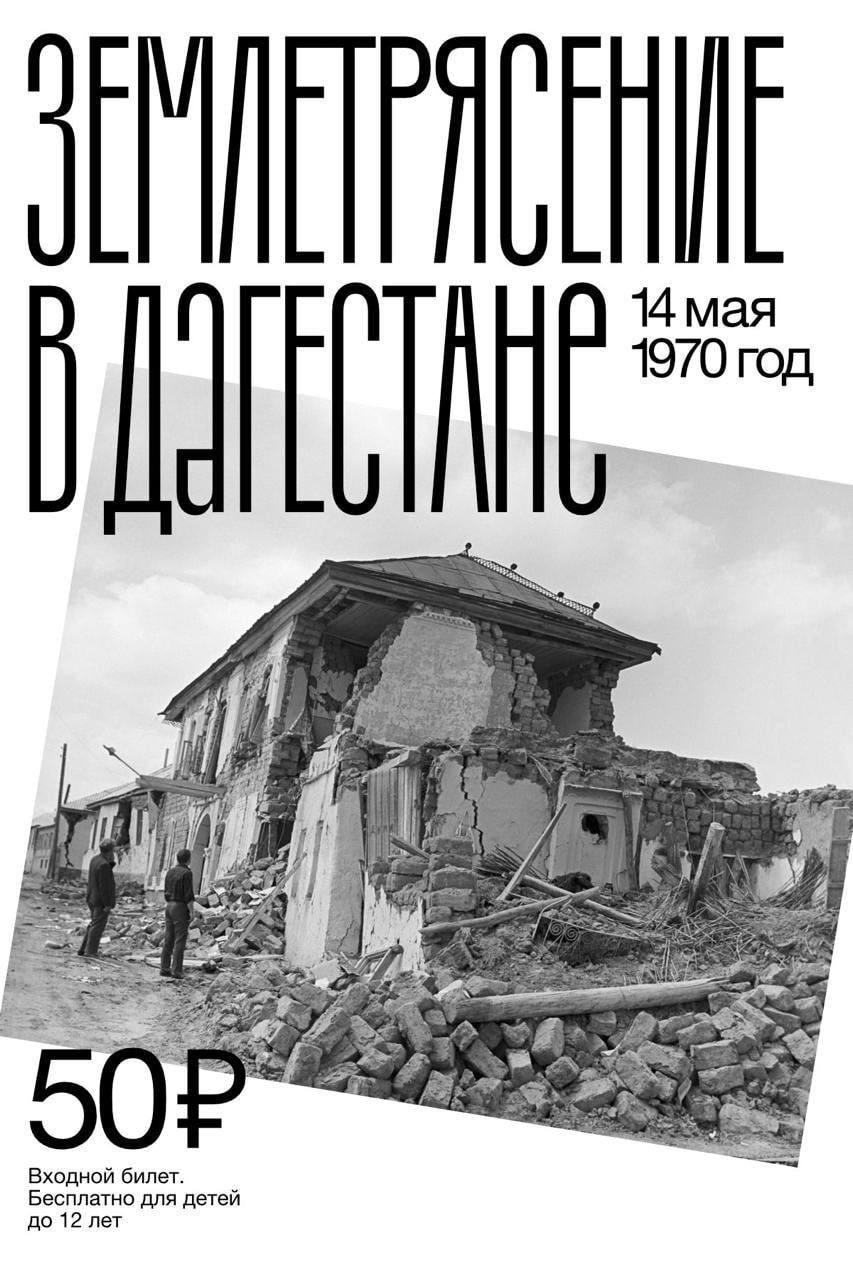 ЗЕМЛЕТРЯСЕНИЕ
В ДАГЕСТАНЕ
14 мая
1970 год
50₽
Входной билет.
Бесплатно для детей
до 12 лет